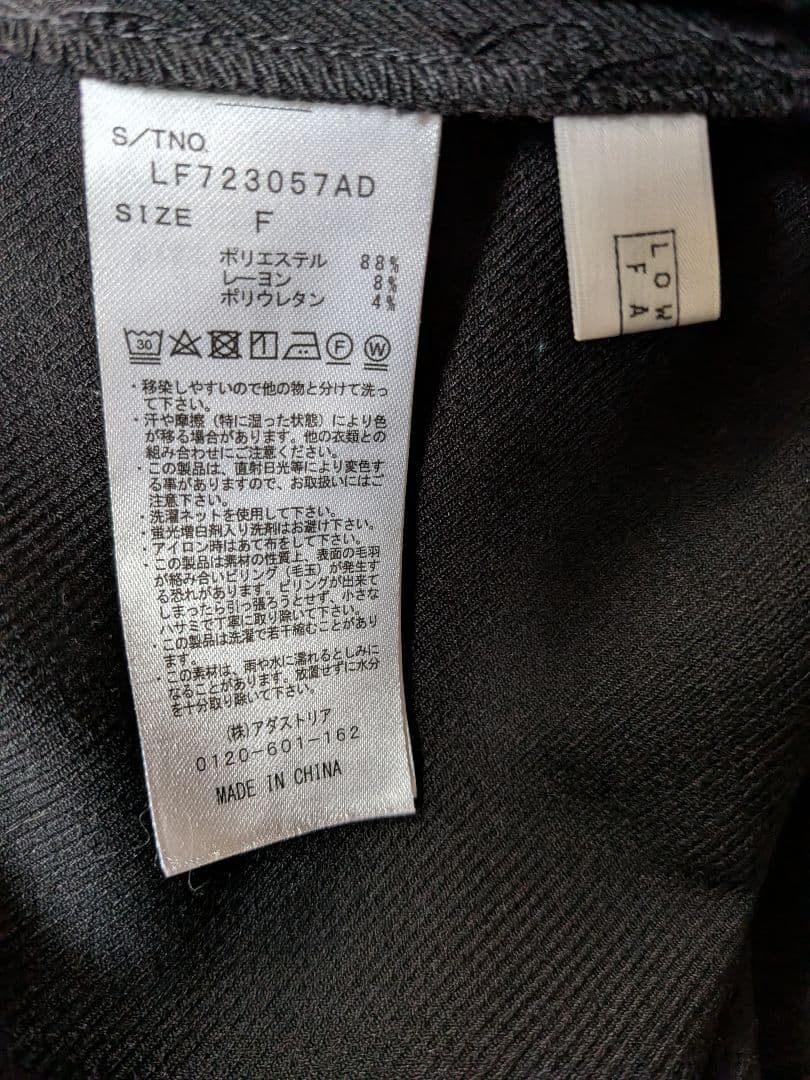 S/TNO.
LF723057AD
SIZE F
ポリエステル 88%
レーヨン 8%
ポリウレタン 4%
30 1 F W
・移染しやすいので他の物と分けて洗っ
て下さい。
・汗や摩擦（特に湿った状態）により色
が移る場合があります。他の衣類との
組み合わせにご注意ください。
・この製品は、直射日光等により変色す
る事がありますので、お取扱いにはご
注意下さい。
・洗濯ネットを使用して下さい。
・蛍光増白剤入り洗剤はお避け下さい。
・アイロン時はあて布をして下さい。
・この製品は素材の性質上、表面の毛羽
が絡み合いピリング（毛玉）が発生す
る恐れがあります。ピリングが出来て
しまったら引っ張ろうとせず、小さな
ハサミで丁寧に取り除いて下さい。
・この製品は洗濯で若干縮むことがあり
ます。
・この素材は、雨や水に濡れるとしみに
なることがあります。放置せずに水分
を十分取り除いて下さい。
(株)アダストリア
0120-601-162
MADE IN CHINA
LOW
FA